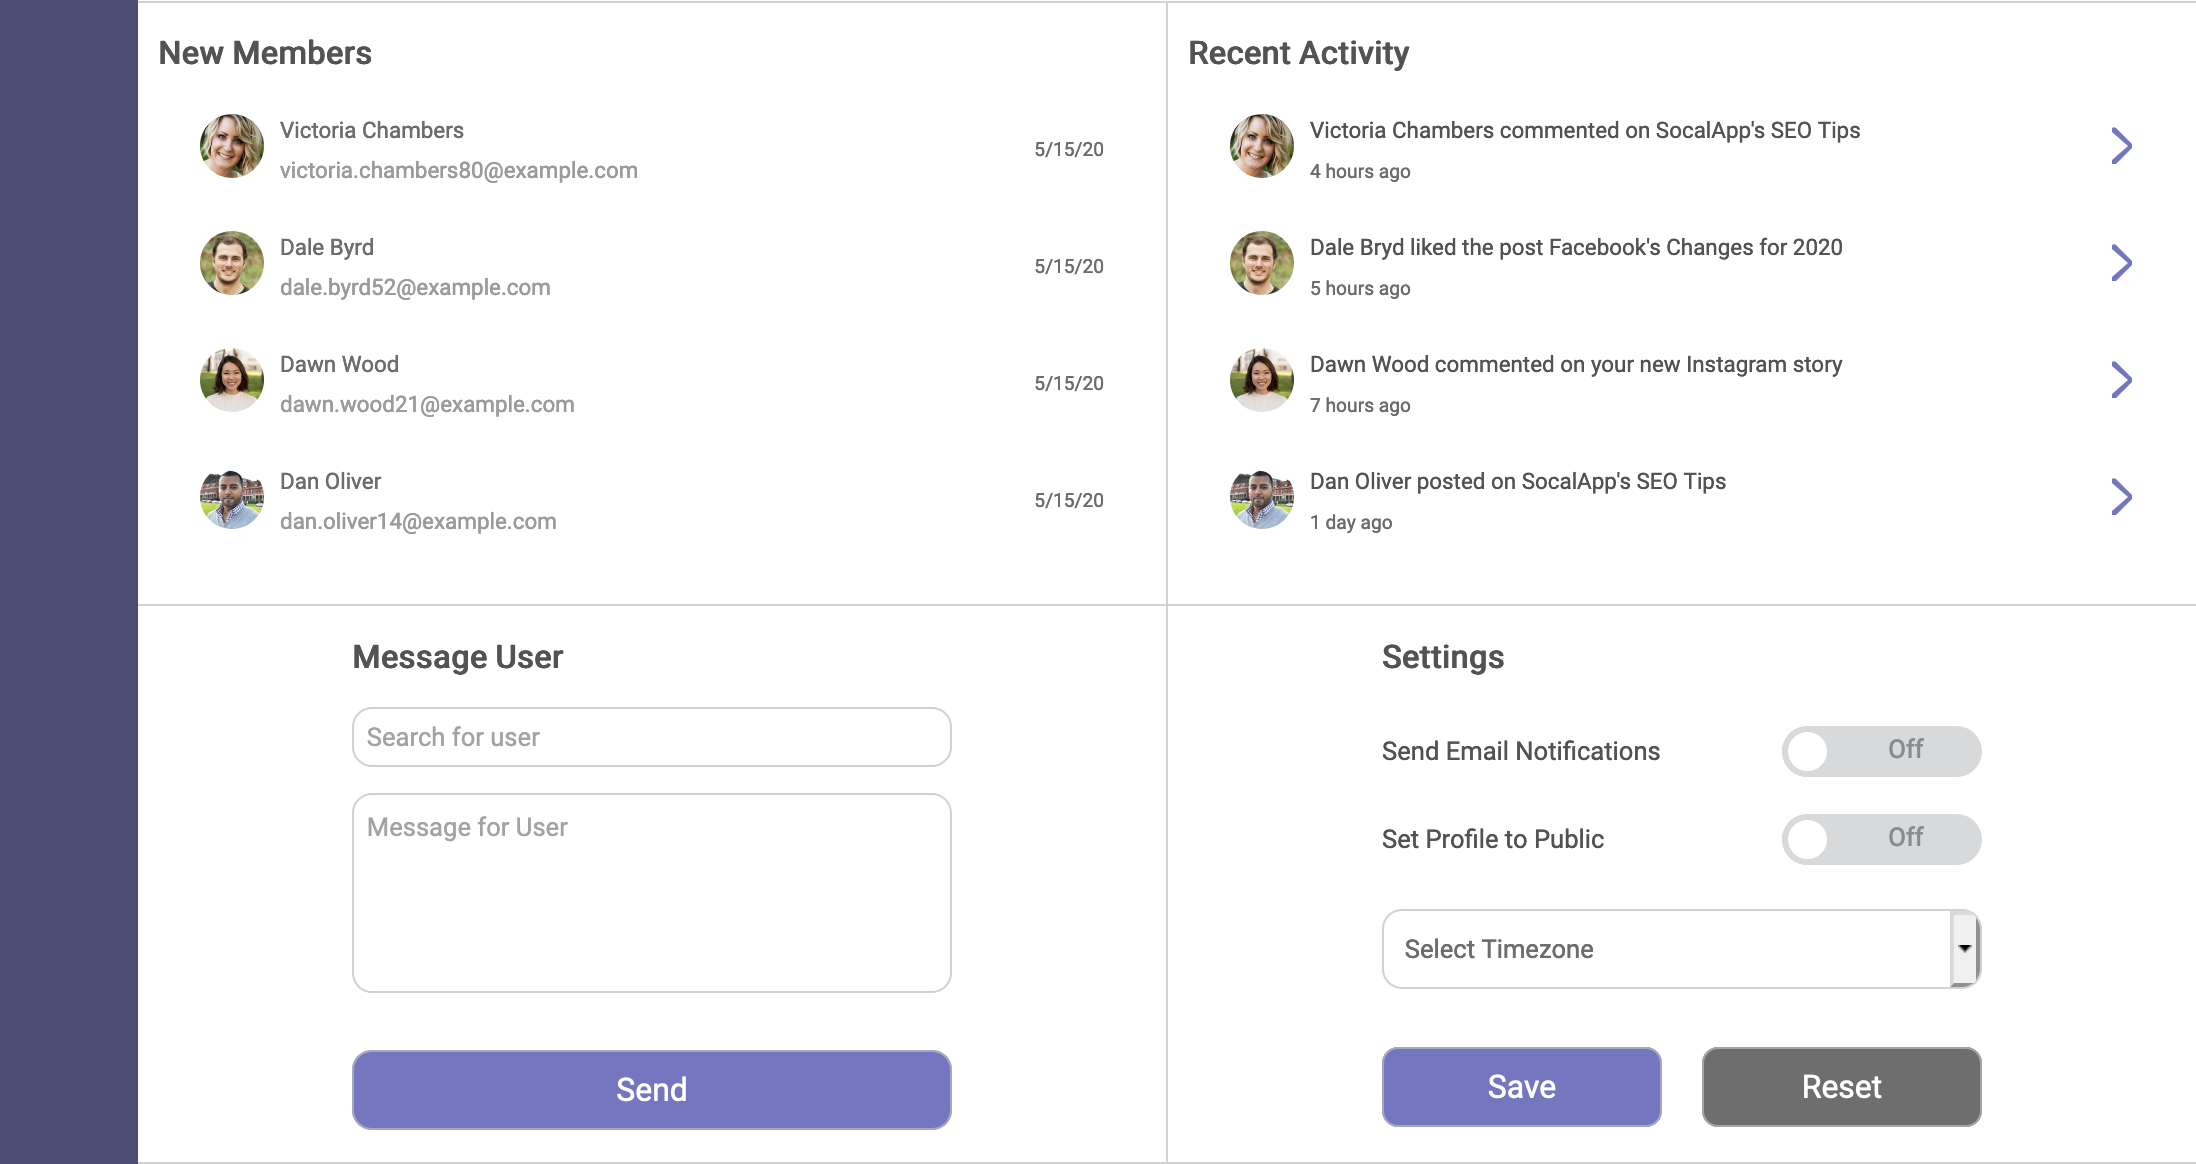 New Members
Victoria Chambers
victoria.chambers80@example.com
5/15/20
Dale Byrd
dale.byrd52@example.com
5/15/20
Dawn Wood
dawn.wood21@example.com
5/15/20
Dan Oliver
dan.oliver14@example.com
5/15/20
Recent Activity
Victoria Chambers commented on SocalApp's SEO Tips
4 hours ago
Dale Bryd liked the post Facebook's Changes for 2020
5 hours ago
Dawn Wood commented on your new Instagram story
7 hours ago
Dan Oliver posted on SocalApp's SEO Tips
1 day ago
Message User
Search for user
Message for User
Send
Settings
Send Email Notifications
Off
Set Profile to Public
Off
Select Timezone
Save
Reset